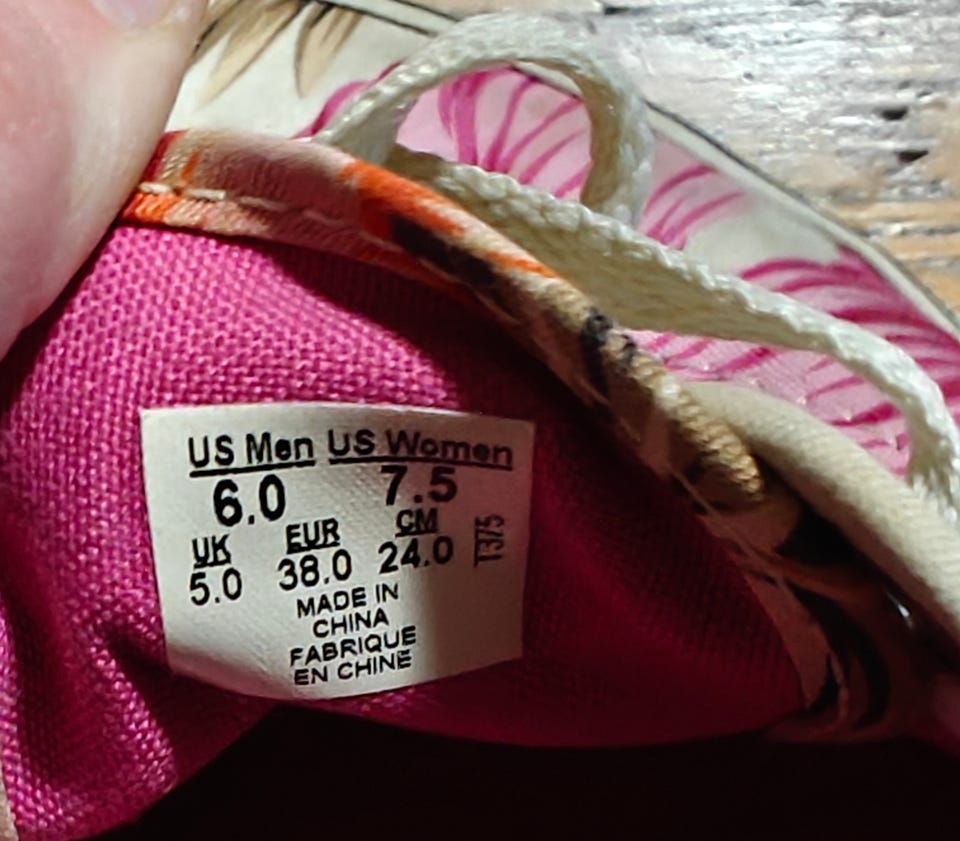 US Men US Women
6.0 7.5
UK EUR CM T375
5.0 38.0 24.0
MADE IN
CHINA
FABRIQUE
EN CHINE